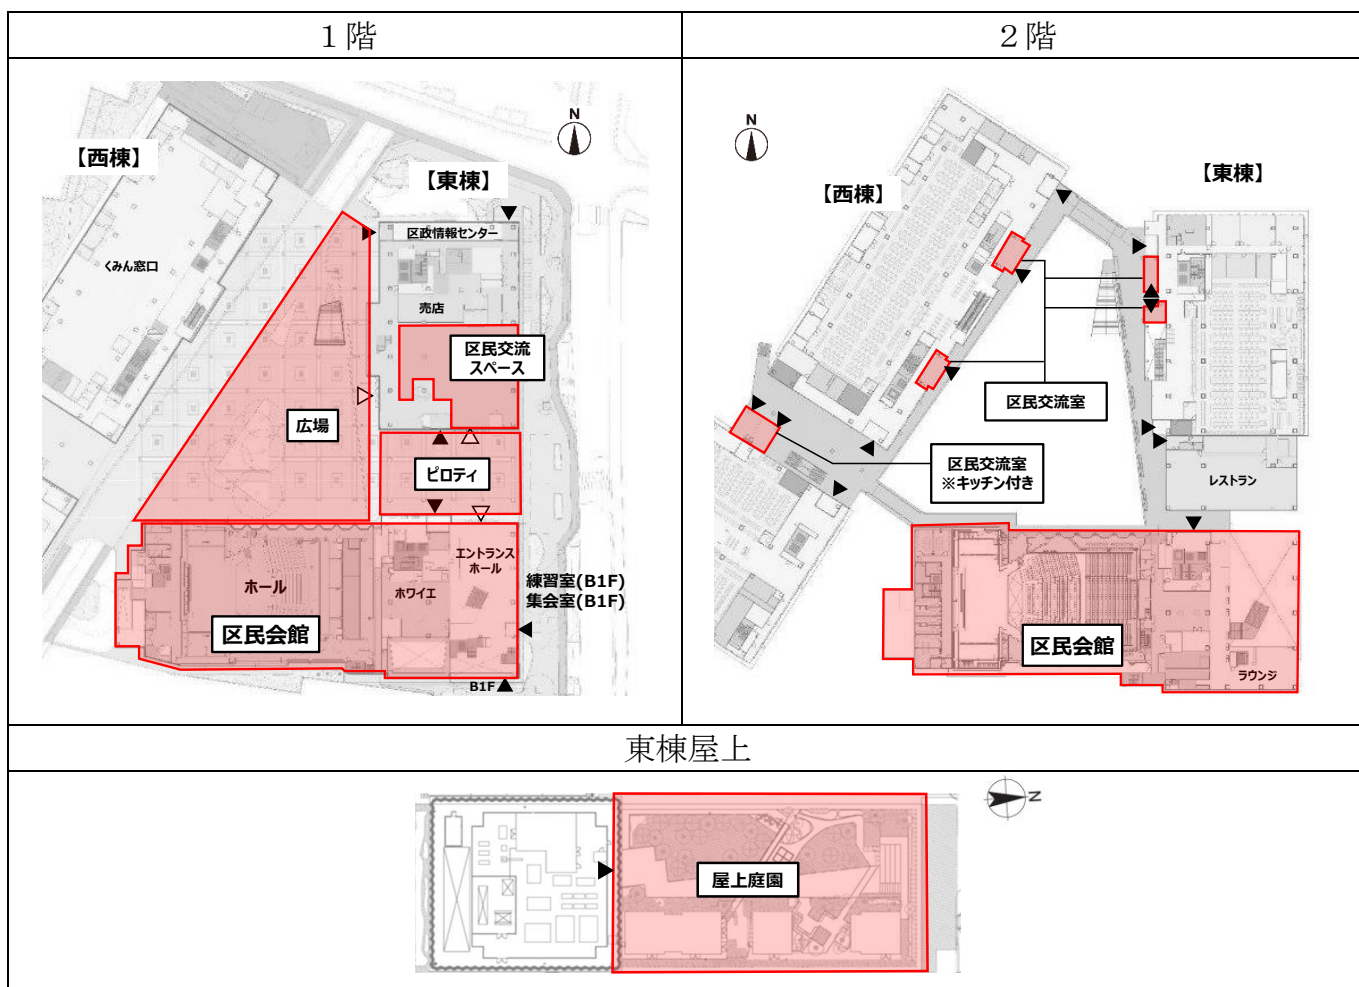 １階
２階
N
【西棟】
【東棟】
区政情報センター
くみん窓口
売店
区民交流
スペース
広場
ピロティ
エントランス
ホール
ホール
ホワイエ
練習室(B1F)
集会室(B1F)
区民会館
B1F
N
【西棟】
【東棟】
区民交流室
区民交流室
※キッチン付き
レストラン
区民会館
ラウンジ
東棟屋上
N
屋上庭園